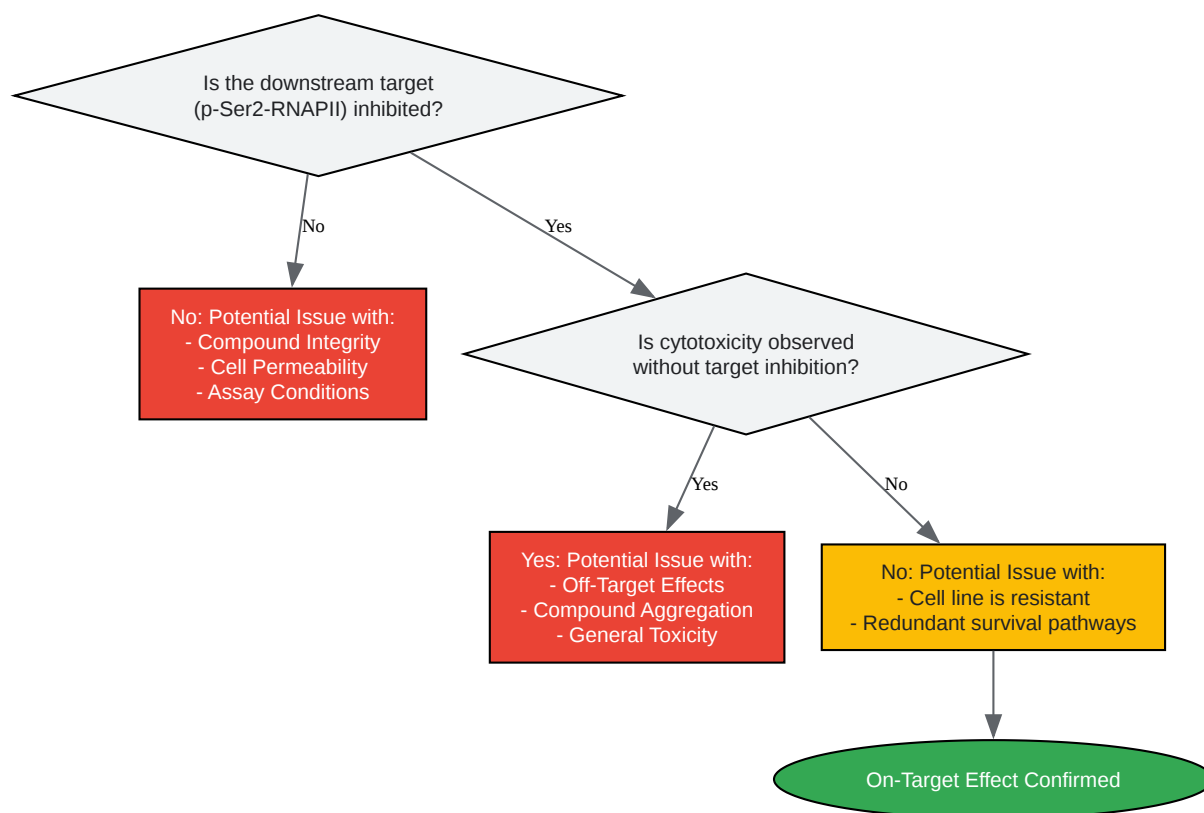 Is the downstream target
(p-Ser2-RNAPII) inhibited?
No
Yes
No: Potential Issue with:
- Compound Integrity
- Cell Permeability
- Assay Conditions
Is cytotoxicity observed
without target inhibition?
Yes
No
Yes: Potential Issue with:
- Off-Target Effects
- Compound Aggregation
- General Toxicity
No: Potential Issue with:
- Cell line is resistant
- Redundant survival pathways
On-Target Effect Confirmed